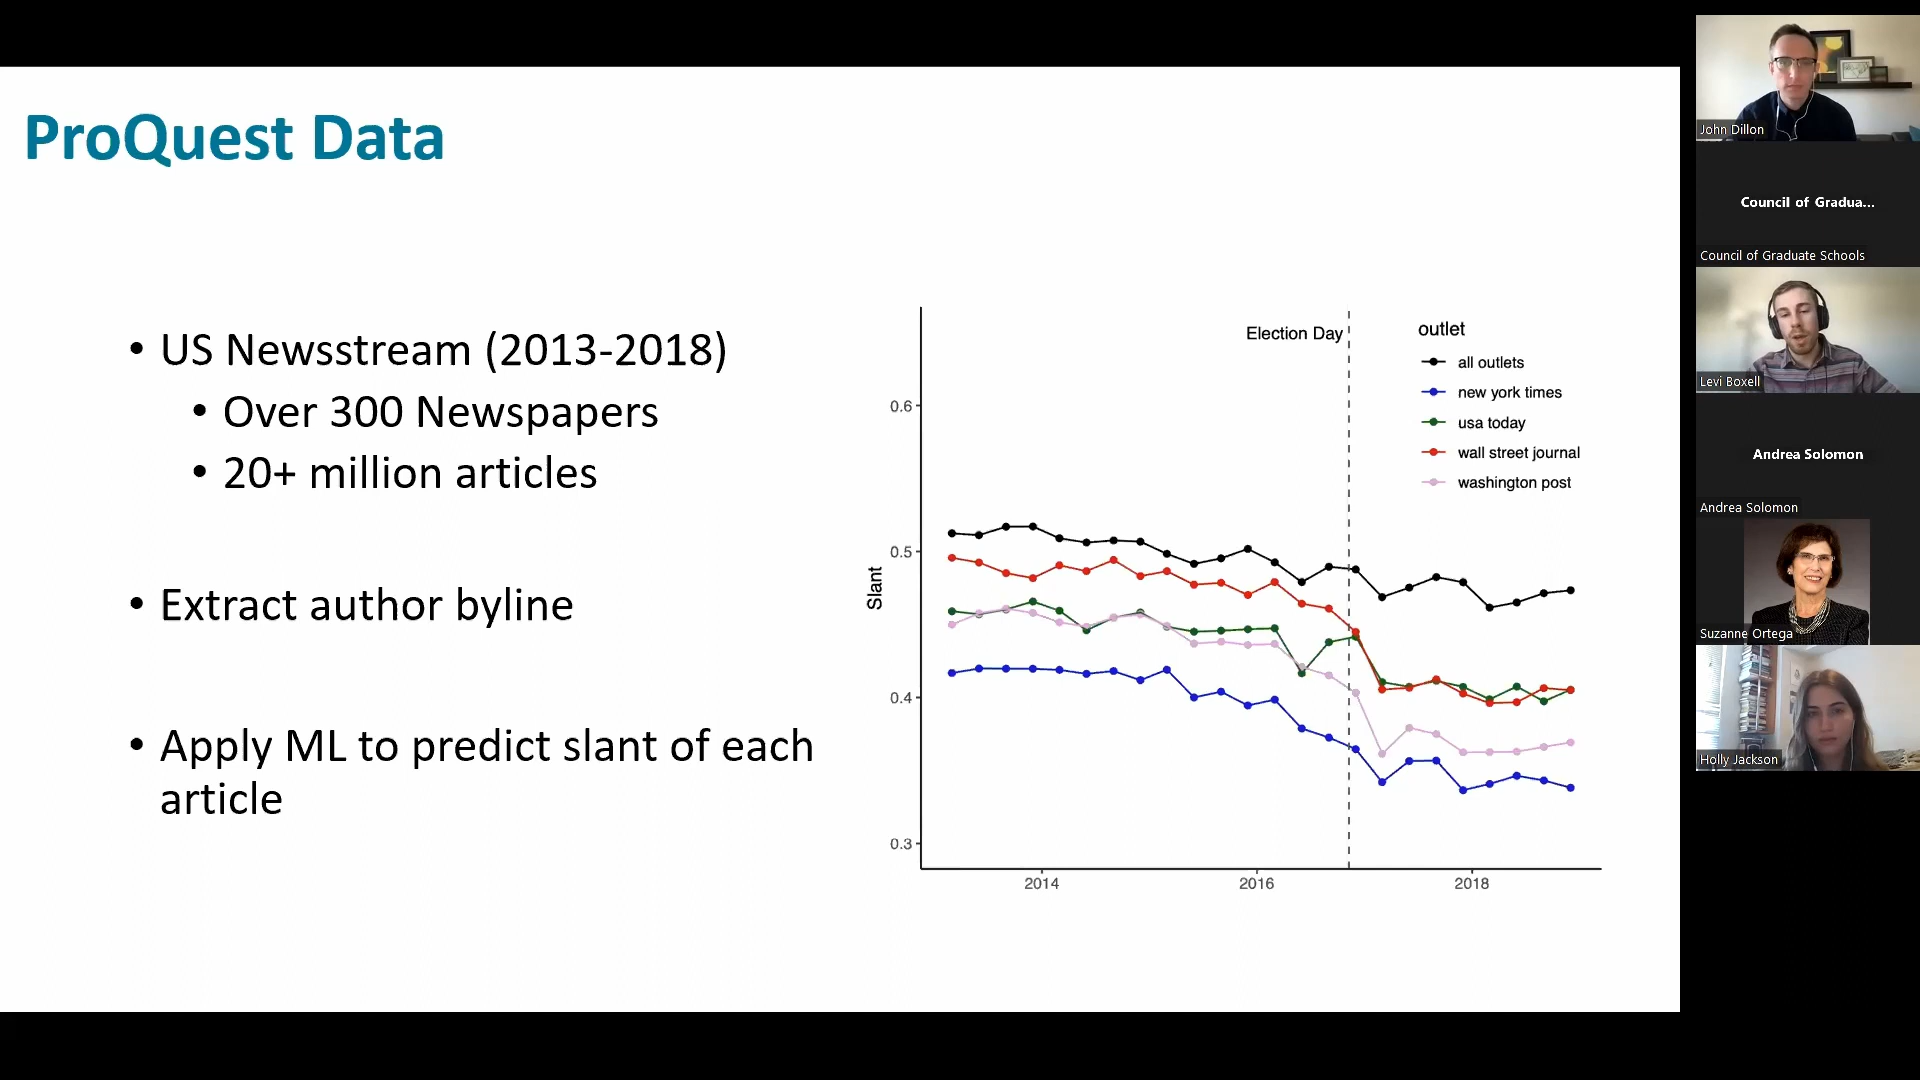 ProQuest Data
• US Newsstream (2013-2018)
• Over 300 Newspapers
• 20+ million articles
• Extract author byline
• Apply ML to predict slant of each
article
Election Day
outlet
all outlets
new york times
usa today
wall street journal
washington post
Slant
0.6
0.5
0.4
0.3
2014
2016
2018
John Dillon
Council of Gradua...
Council of Graduate Schools
Levi Boxell
Andrea Solomon
Andrea Solomon
Suzanne Ortega
Holly Jackson